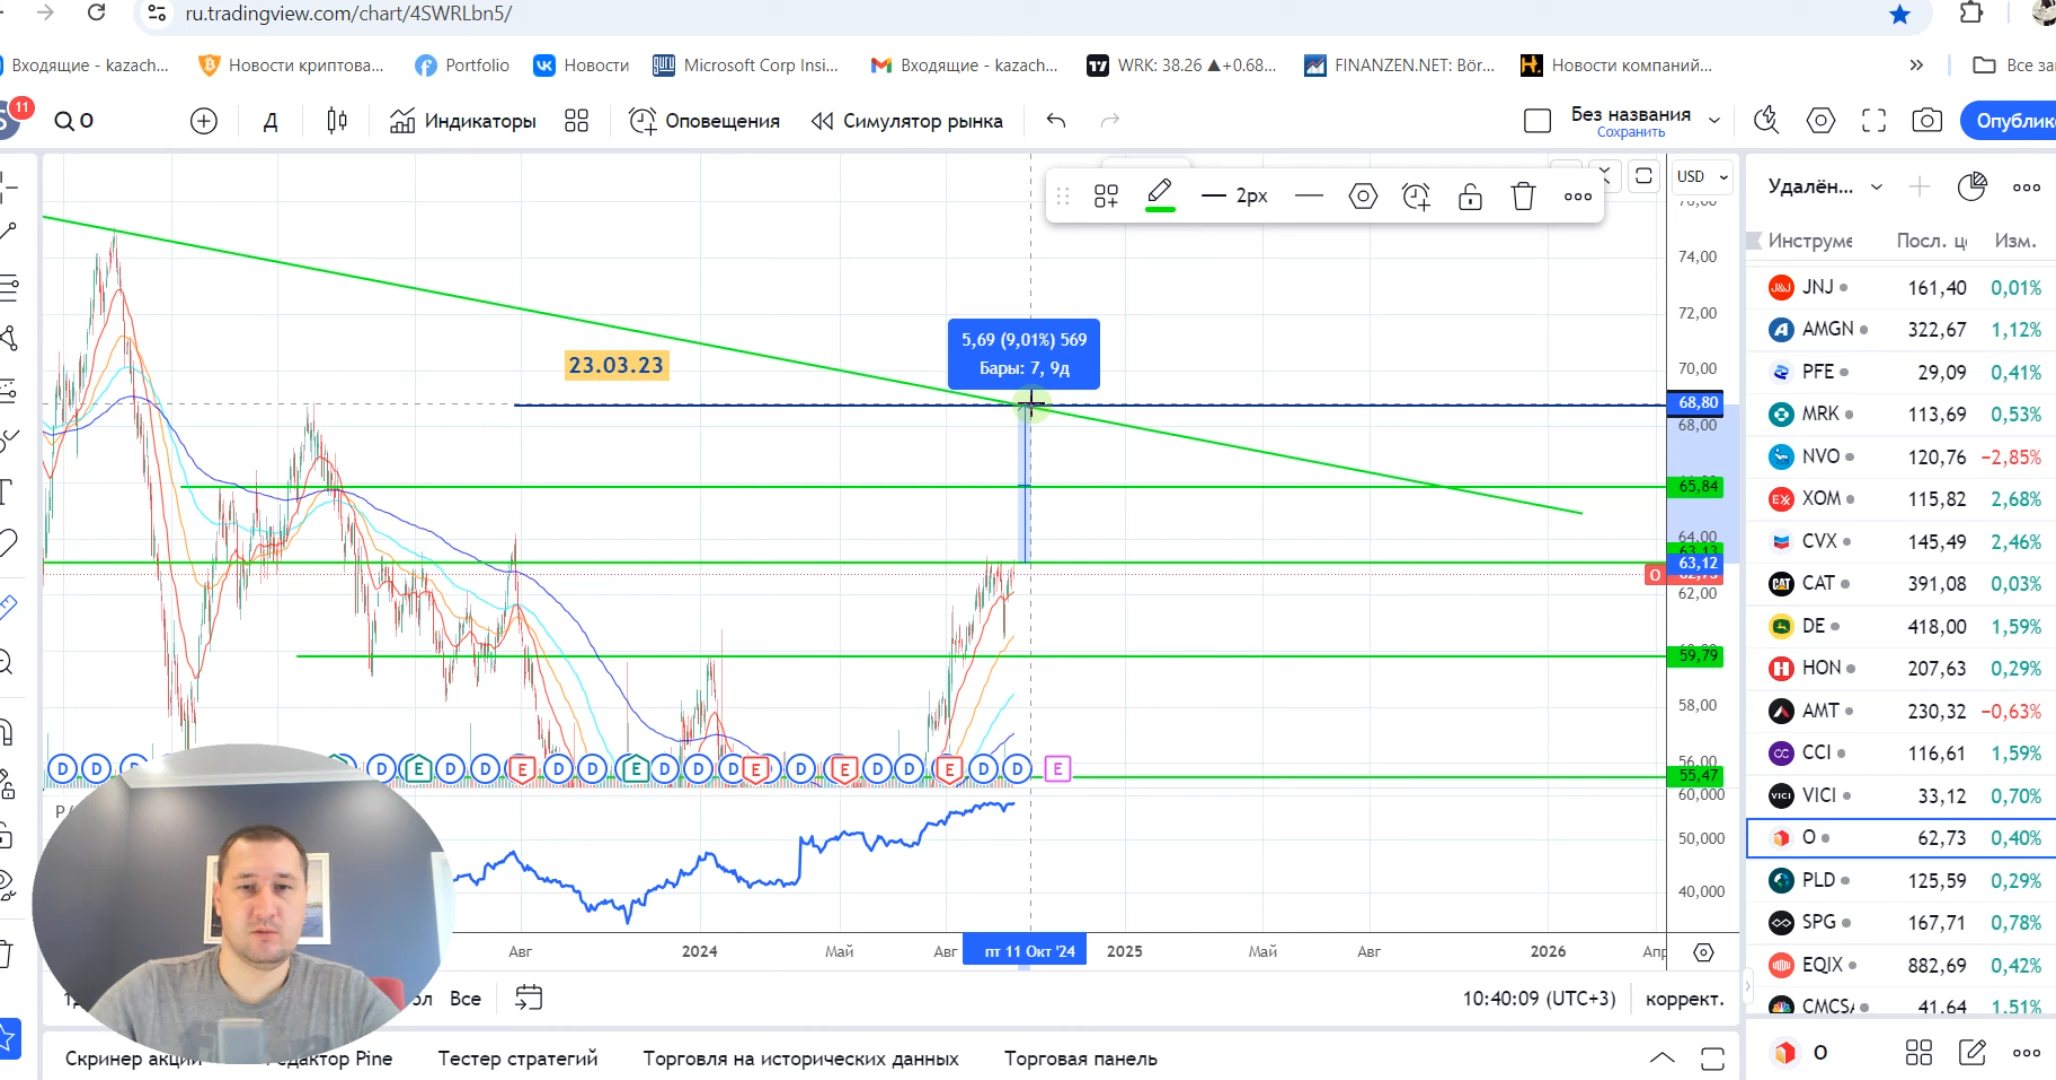 ru.tradingview.com/chart/4SWRLbn5/
Входящие - kazach...
Новости криптова...
Portfolio
Новости
guru
Microsoft Corp Insi...
Входящие - kazach...
WRK: 38.26 ▲+0.68...
FINANZEN.NET: Bör...
Новости компаний...
»
Все за
S
11
O
Д
Индикаторы
Оповещения
Симулятор рынка
Без названия
Сохранить
Опублик
2px
USD
Удалён...
Инструме
Посл. ц
Изм.
74,00
72,00
70,00
68,80
68,00
65,84
64,00
63,13
63,12
O
62,00
59,79
58,00
56,00
55,47
60,000
50,000
40,000
5,69 (9,01%) 569
Бары: 7, 9д
23.03.23
D D D D E D D E D D E D D D E D E D D E D D E
P/
JNJ 161,40 0,01%
AMGN 322,67 1,12%
PFE 29,09 0,41%
MRK 113,69 0,53%
NVO 120,76 −2,85%
XOM 115,82 2,68%
CVX 145,49 2,46%
CAT 391,08 0,03%
DE 418,00 1,59%
HON 207,63 0,29%
AMT 230,32 −0,63%
CCI 116,61 1,59%
VICI 33,12 0,70%
O 62,73 0,40%
PLD 125,59 0,29%
SPG 167,71 0,78%
EQIX 882,69 0,42%
CMCSA 41,64 1,51%
Авг
2024
Май
Авг
пт 11 Окт '24
2025
Май
Авг
2026
Апр
Все
10:40:09 (UTC+3)
коррект.
Скринер акций
дактор Pine
Тестер стратегий
Торговля на исторических данных
Торговая панель
O